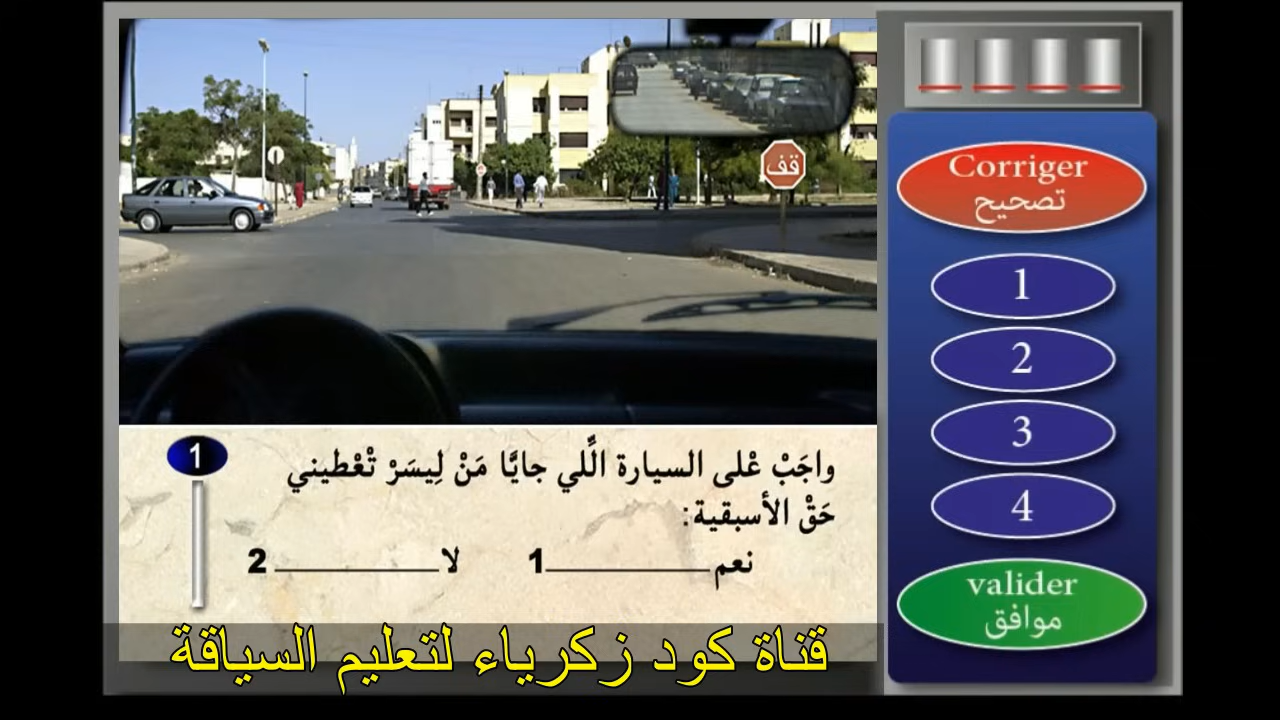 قف
Corriger
تصحيح
1
2
3
4
valider
موافق
1
واجَبْ عْلى السيارة الِّلي جايَّا مَنْ لِيسَرْ تْعْطيني
حَقْ الأسبقية:
نعم 1 لا 2
قناة كود زكرياء لتعليم السياقة